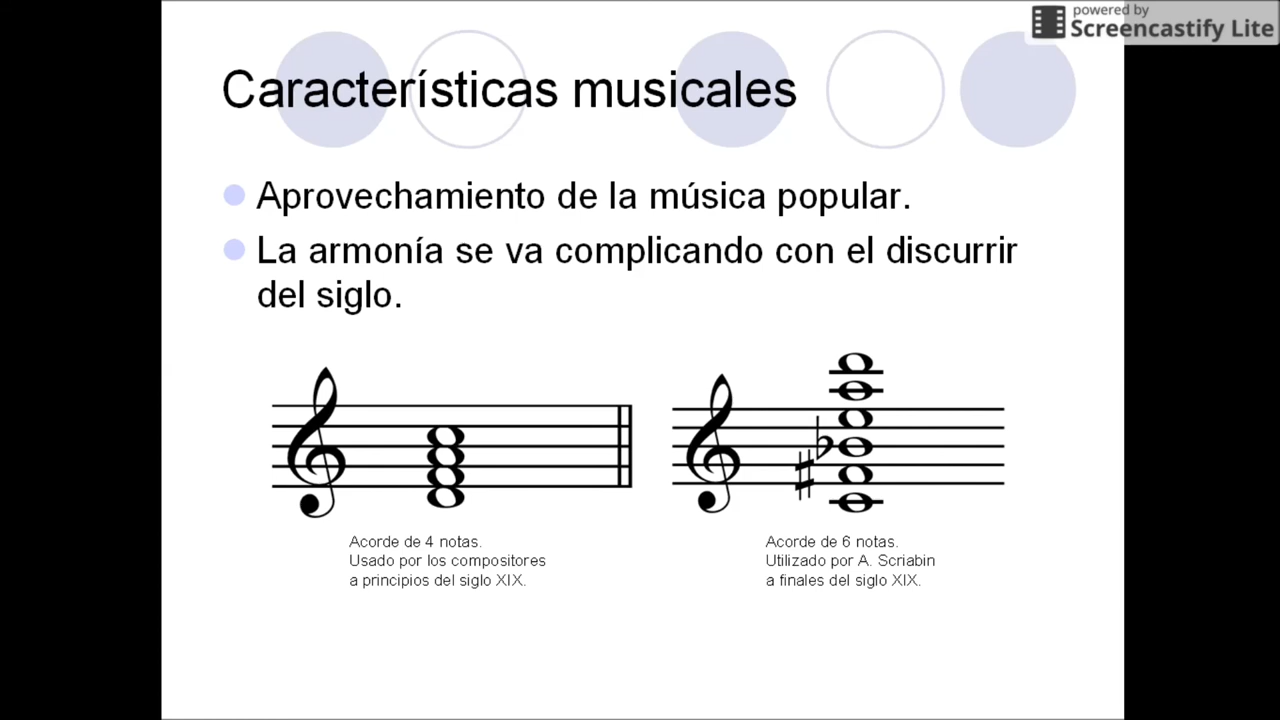 powered by
Screencastify Lite
Características musicales
Aprovechamiento de la música popular.
La armonía se va complicando con el discurrir
del siglo.
Acorde de 4 notas.
Usado por los compositores
a principios del siglo XIX.
Acorde de 6 notas.
Utilizado por A. Scriabin
a finales del siglo XIX.